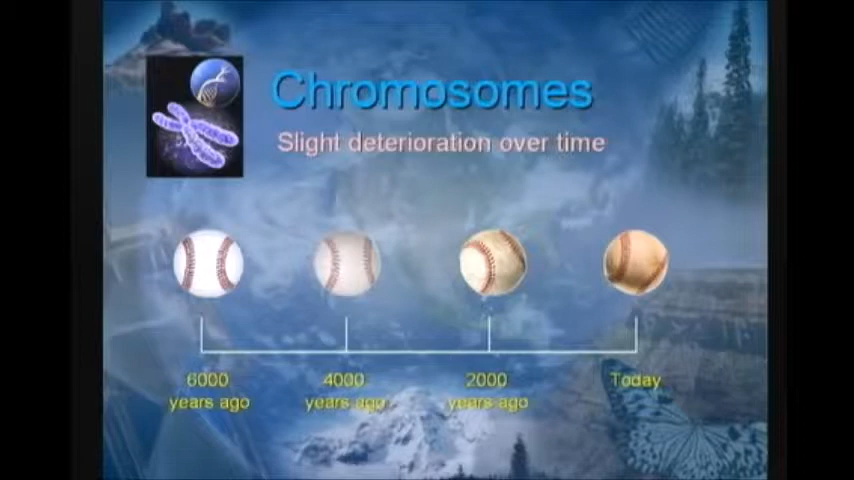 Chromosomes
Slight deterioration over time
6000
years ago
4000
years ago
2000
years ago
Today